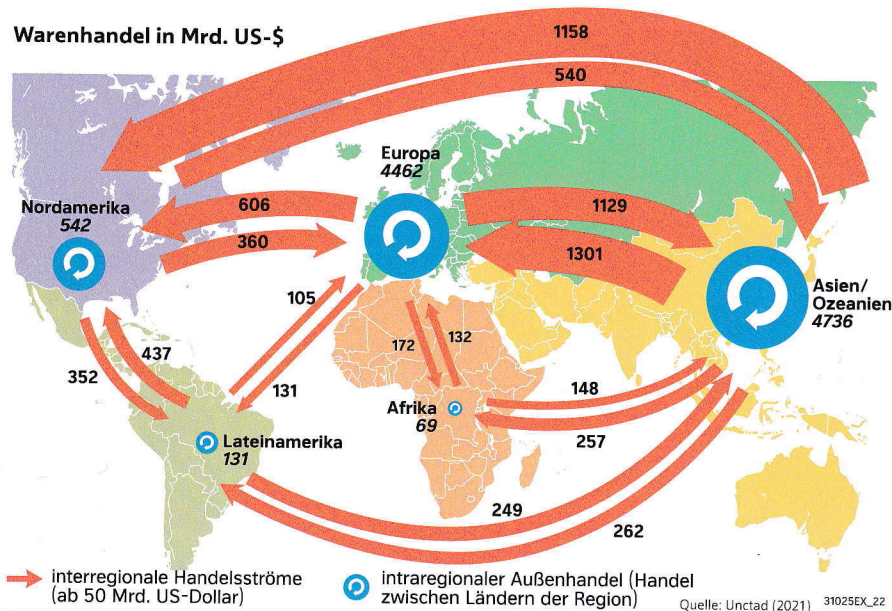 Warenhandel in Mrd. US-$
1158
540
Europa
4462
Nordamerika
542
606
1129
360
1301
Asien/
Ozeanien
4736
105
437
172
132
352
131
148
Afrika
69
Lateinamerika
131
257
249
262
interregionale Handelsströme
(ab 50 Mrd. US-Dollar)
intraregionaler Außenhandel (Handel
zwischen Ländern der Region)
Quelle: Unctad (2021)
31025EX_22